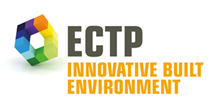 ECTP
INNOVATIVE BUILT
ENVIRONMENT